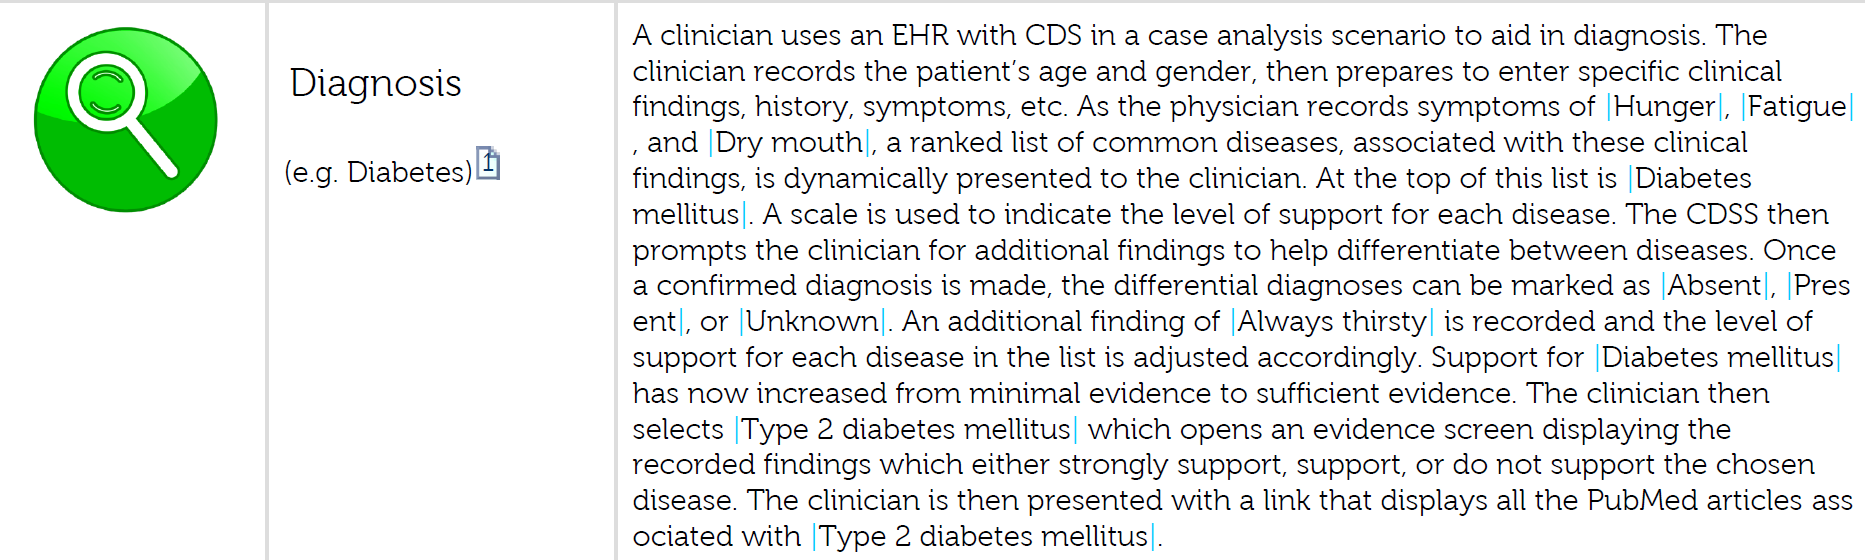 Diagnosis
(e.g. Diabetes) 1
A clinician uses an EHR with CDS in a case analysis scenario to aid in diagnosis. The
clinician records the patient's age and gender, then prepares to enter specific clinical
findings, history, symptoms, etc. As the physician records symptoms of |Hunger|, |Fatigue|
, and |Dry mouth|, a ranked list of common diseases, associated with these clinical
findings, is dynamically presented to the clinician. At the top of this list is |Diabetes
mellitus|. A scale is used to indicate the level of support for each disease. The CDSS then
prompts the clinician for additional findings to help differentiate between diseases. Once
a confirmed diagnosis is made, the differential diagnoses can be marked as |Absent|, |Pres
ent|, or |Unknown|. An additional finding of |Always thirsty| is recorded and the level of
support for each disease in the list is adjusted accordingly. Support for |Diabetes mellitus|
has now increased from minimal evidence to sufficient evidence. The clinician then
selects |Type 2 diabetes mellitus| which opens an evidence screen displaying the
recorded findings which either strongly support, support, or do not support the chosen
disease. The clinician is then presented with a link that displays all the PubMed articles ass
ociated with |Type 2 diabetes mellitus|.